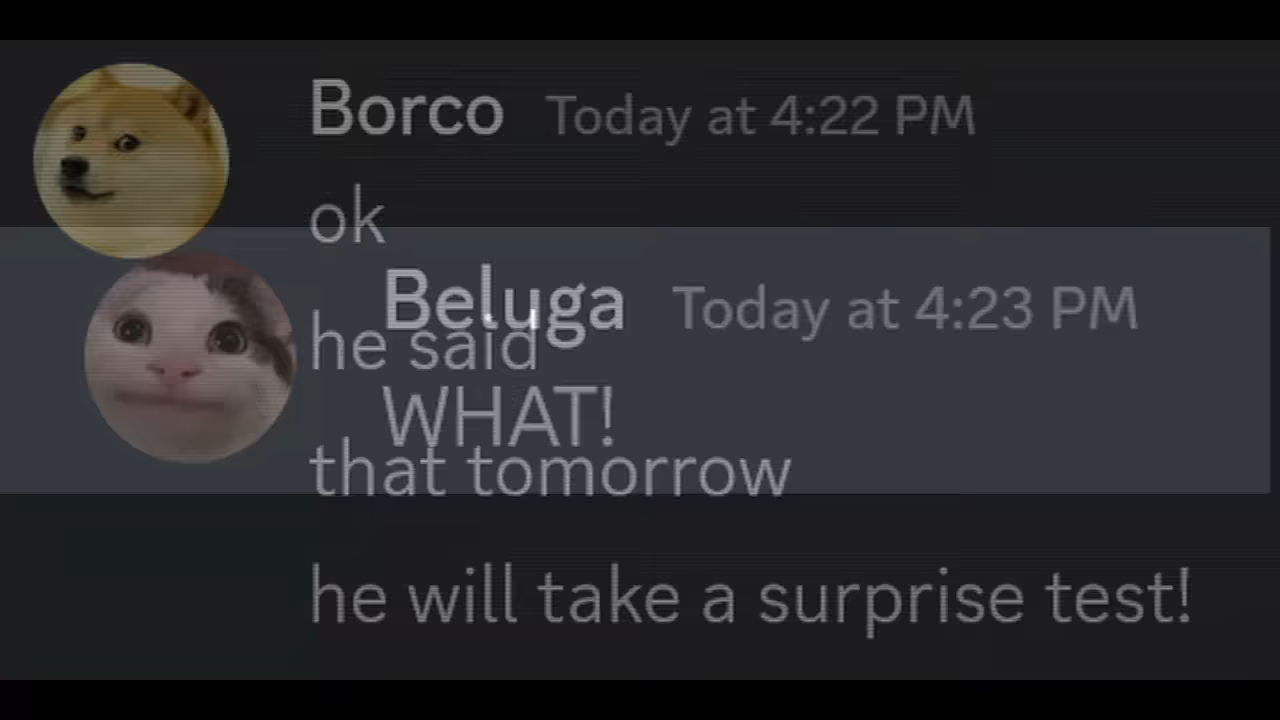 Borco Today at 4:22 PM
ok
he said
that tomorrow
he will take a surprise test!
Beluga Today at 4:23 PM
WHAT!